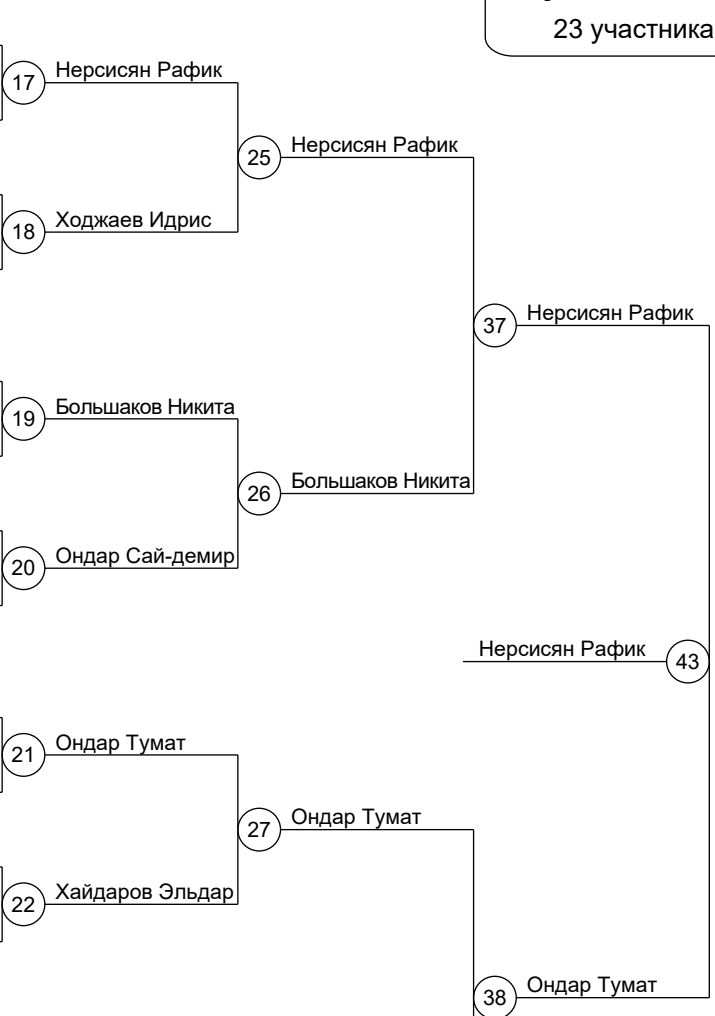 23 участника
17 Нерсисян Рафик
25 Нерсисян Рафик
18 Ходжаев Идрис
37 Нерсисян Рафик
19 Большаков Никита
26 Большаков Никита
20 Ондар Сай-демир
Нерсисян Рафик 43
21 Ондар Тумат
27 Ондар Тумат
22 Хайдаров Эльдар
38 Ондар Тумат